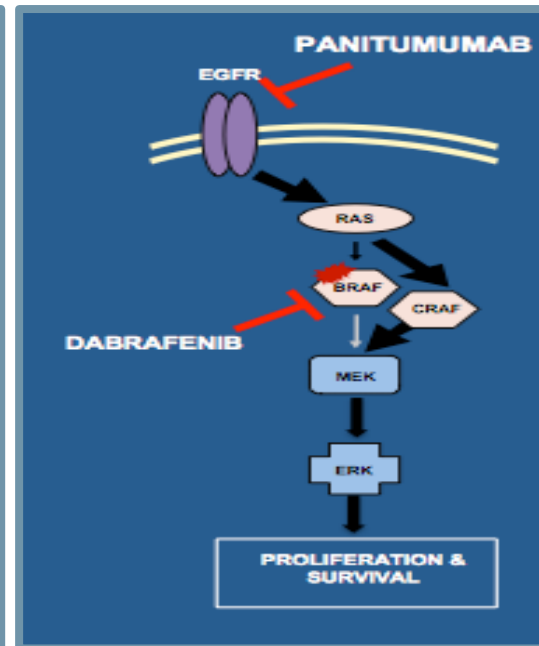 PANITUMUMAB
EGFR
RAS
BRAF
CRAF
DABRAFENIB
MEK
ERK
PROLIFERATION &
SURVIVAL